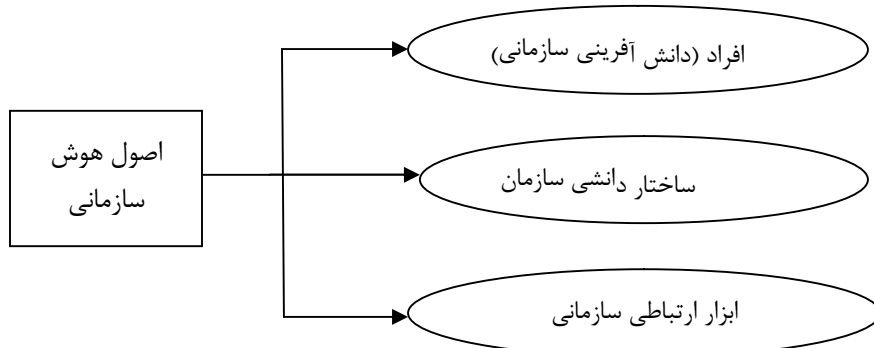 افراد (دانش آفرینی سازمانی)
اصول هوش
سازمانی
ساختار دانشی سازمان
ابزار ارتباطی سازمانی